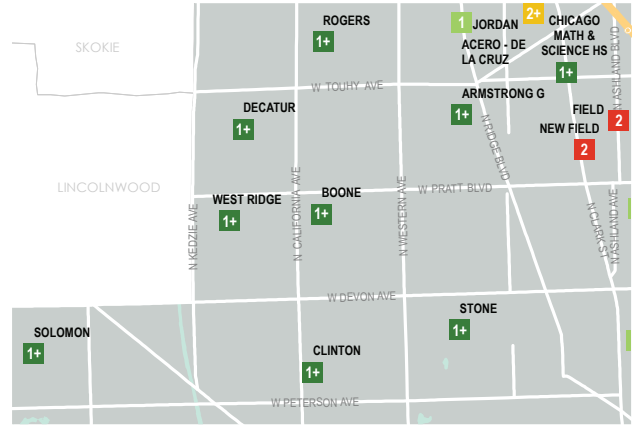 ROGERS
1+
SKOKIE
1
JORDAN
2+
CHICAGO
MATH &
SCIENCE HS
1+
ACERO - DE
LA CRUZ
N ASHLAND BLVD
W TOUHY AVE
DECATUR
1+
ARMSTRONG G
1+
FIELD
2
NEW FIELD
2
N RIDGE BLVD
LINCOLNWOOD
WEST RIDGE
1+
BOONE
1+
W PRATT BLVD
N KEDZIE AVE
N CALIFORNIA AVE
N WESTERN AVE
N CLARK ST
N ASHLAND AVE
W DEVON AVE
SOLOMON
1+
STONE
1+
CLINTON
1+
W PETERSON AVE